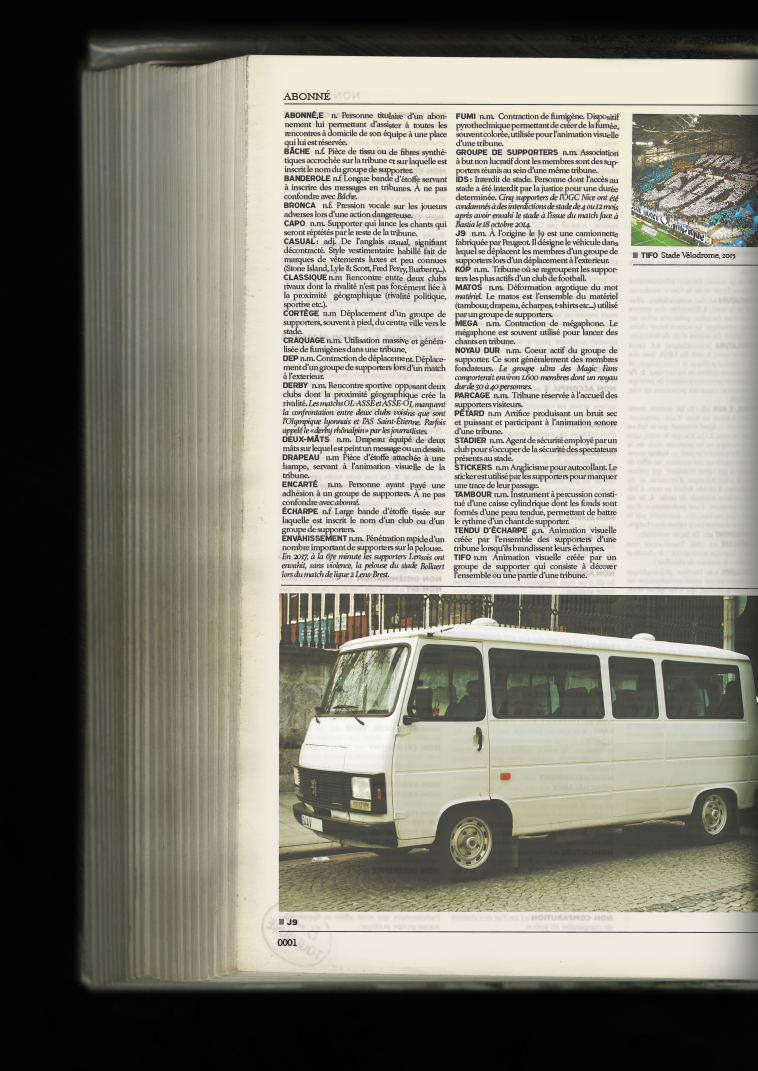 ABONNÉ
ABONNÉ,E n. Personne titulaire d'un abon-
nement lui permettant d'assister à toutes les
rencontres à domicile de son équipe à une place
qui lui est réservée.
BÂCHE n.f. Pièce de tissu ou de fibres synthé-
tiques accrochée sur la tribune et sur laquelle est
inscrit le nom du groupe de supporter.
BANDEROLE n.f Longue bande d'étoffe servant
à inscrire des messages en tribunes. À ne pas
confondre avec Bâche.
BRONCA n.f. Pression vocale sur les joueurs
adverses lors d'une action dangereuse.
CAPO n.m. Supporter qui lance les chants qui
seront réptétés par le reste de la tribune.
CASUAL : adj. De l'anglais casual, signifiant
décontracté. Style vestimentaire habillé fait de
marques de vêtements luxes et peu connues
(Stone Island, Lyle & Scott, Fred Perry, Burberry...).
CLASSIQUE n.m Rencontre entre deux clubs
rivaux dont la rivalité n'est pas forcément liée à
la proximité géographique (rivalité politique,
sportive etc.).
CORTÈGE n.m Déplacement d'un groupe de
supporters, souvent à pied, du centre ville vers le
stade.
CRAQUAGE n.m. Utilisation massive et généra-
lisée de fumigènes dans une tribune.
DEP n.m. Contraction de déplacement. Déplace-
ment d'un groupe de supporters lors d'un match
à l'exterieur.
DERBY n.m. Rencontre sportive opposant deux
clubs dont la proximité géographique crée la
rivalité. Les matchs OL-ASSE et ASSE-OL marquent
la confrontation entre deux clubs voisins que sont
l'Olympique lyonnais et l'AS Saint-Étienne. Parfois
appelé le « derby rhônalpin » par les journalistes.
DEUX-MÂTS n.m. Drapeau équipé de deux
mâts sur lequel est peint un message ou un dessin.
DRAPEAU n.m Pièce d'étoffe attachée à une
hampe, servant à l'animation visuelle de la
tribune.
ENCARTÉ n.m. Personne ayant payé une
adhésion à un groupe de supporters. À ne pas
confondre avec abonné.
ÉCHARPE n.f Large bande d'étoffe tissée sur
laquelle est inscrit le nom d'un club ou d'un
groupe de supporters.
ENVAHISSEMENT n.m. Pénétration rapide d'un
nombre important de supporters sur la pelouse.
En 2017, à la 67e minute les supporters Lensois ont
envahit, sans violence, la pelouse du stade Bollaert
lors du match de ligue 2 Lens-Brest.
FUMI n.m. Contraction de fumigène. Dispositif
pyrothechnique permettant de créer de la fumée,
souvent colorée, utilisée pour l'animation visuelle
d'une tribune.
GROUPE DE SUPPORTERS n.m. Association
à but non lucratif dont les membres sont des sup-
porters réunis au sein d'une même tribune.
IDS : Interdit de stade. Personne dont l'accès au
stade a été interdit par la justice pour une durée
determinée. Cinq supporters de l'OGC Nice ont été
condamnés à des interdictions de stade de 4 ou 12 mois
après avoir envahi le stade à l'issue du match face à
Bastia le 18 octobre 2014.
J9 n.m. À l'origine le J9 est une camionnette
fabriquée par Peugeot. Il désigne le véhicule dans
lequel se déplacent les membres d'un groupe de
supporters lors d'un déplacement à l'exterieur.
KOP n.m. Tribune où se regroupent les suppor-
ters les plus actifs d'un club de football.
MATOS n.m. Déformation argotique du mot
matériel. Le matos est l'ensemble du matériel
(tambour, drapeau, écharpes, t-shirts etc...) utilisé
par un groupe de supporters.
MEGA n.m. Contraction de mégaphone. Le
mégaphone est souvent utilisé pour lancer des
chants en tribune.
NOYAU DUR n.m. Coeur actif du groupe de
supporter. Ce sont généralement des membres
fondateurs. Le groupe ultra des Magic Fans
comporterait environ 1.600 membres dont un noyau
dur de 30 à 40 personnes.
PARCAGE n.m. Tribune réservée à l'accueil des
supporters visiteurs.
PÉTARD n.m Artifice produisant un bruit sec
et puissant et participant à l'animation sonore
d'une tribune.
STADIER n.m. Agent de sécurité employé par un
club pour s'occuper de la sécurité des spectateurs
présents au stade.
STICKERS n.m Anglicisme pour autocollant. Le
sticker est utilisé par les supporters pour marquer
une trace de leur passage.
TAMBOUR n.m. Instrument à percussion consti-
tué d'une caisse cylindrique dont les fonds sont
formés d'une peau tendue, permettant de battre
le rythme d'un chant de supporter.
TENDU D'ÉCHARPE g.n. Animation visuelle
créée par l'ensemble des supporters d'une
tribune lorsqu'ils brandissent leurs écharpes.
TIFO n.m Animation visuelle créée par un
groupe de supporter qui consiste à décorer
l'ensemble ou une partie d'une tribune.
TIFO Stade Vélodrome, 2013
J9
0001